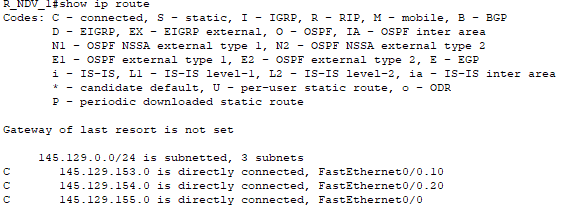 R_NDV_1#show ip route
Codes: C - connected, S - static, I - IGRP, R - RIP, M - mobile, B - BGP
       D - EIGRP, EX - EIGRP external, O - OSPF, IA - OSPF inter area
       N1 - OSPF NSSA external type 1, N2 - OSPF NSSA external type 2
       E1 - OSPF external type 1, E2 - OSPF external type 2, E - EGP
       i - IS-IS, L1 - IS-IS level-1, L2 - IS-IS level-2, ia - IS-IS inter area
       * - candidate default, U - per-user static route, o - ODR
       P - periodic downloaded static route
Gateway of last resort is not set
     145.129.0.0/24 is subnetted, 3 subnets
C       145.129.153.0 is directly connected, FastEthernet0/0.10
C       145.129.154.0 is directly connected, FastEthernet0/0.20
C       145.129.155.0 is directly connected, FastEthernet0/0